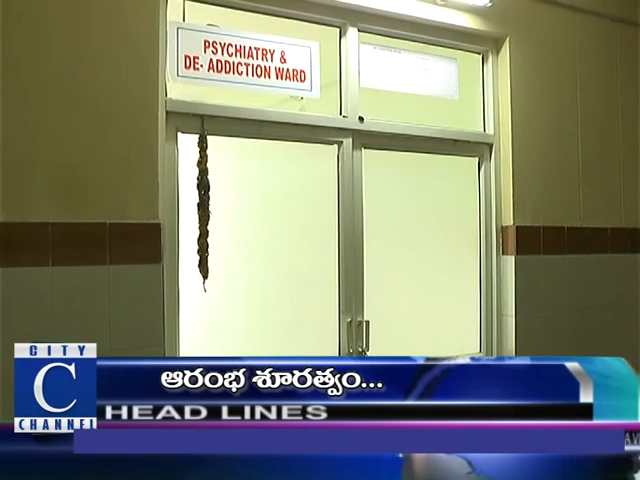 PSYCHIATRY &
DE- ADDICTION WARD
CITY
C
CHANNEL
ఆరంభ శూరత్వం...
HEAD LINES